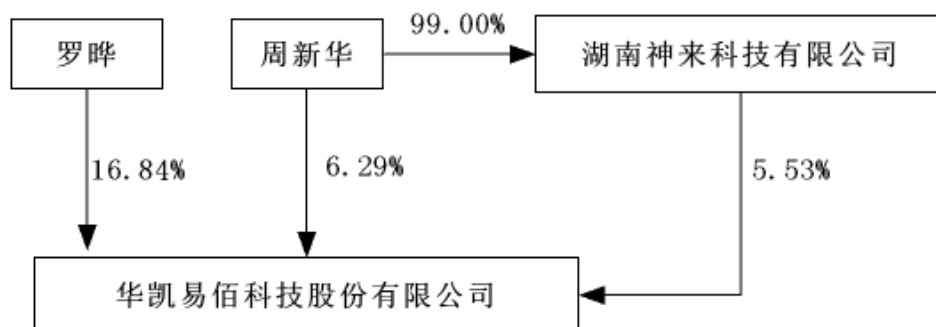 罗晔
周新华
99.00%
湖南神来科技有限公司
16.84%
6.29%
5.53%
华凯易佰科技股份有限公司